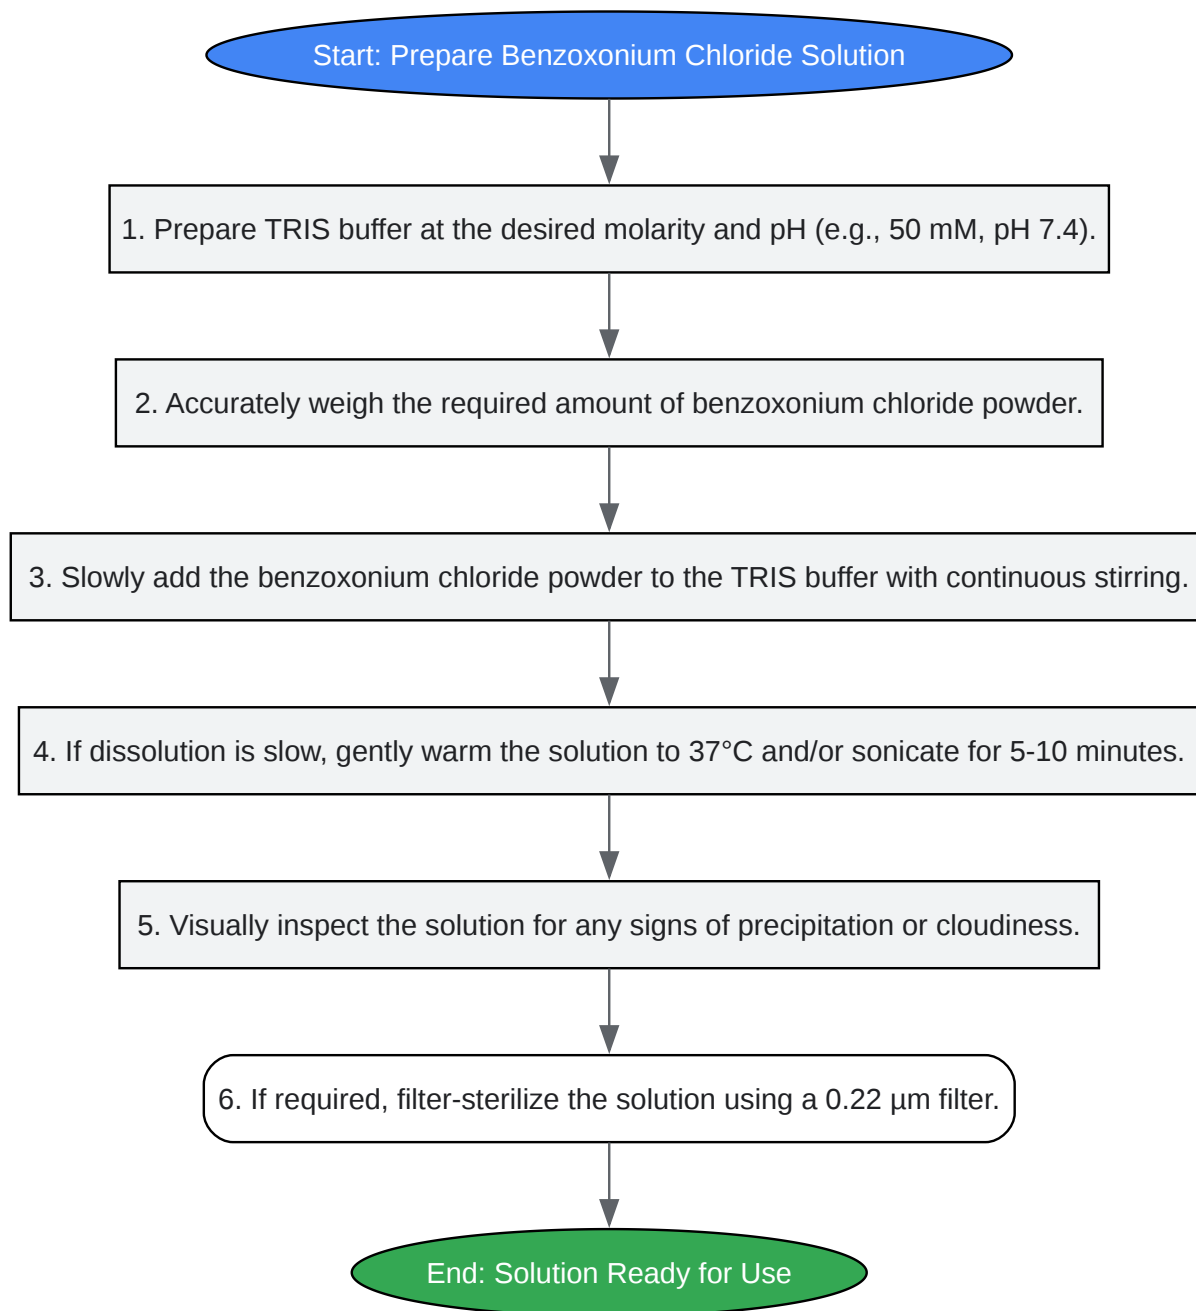 Start: Prepare Benzoxonium Chloride Solution
1. Prepare TRIS buffer at the desired molarity and pH (e.g., 50 mM, pH 7.4).
2. Accurately weigh the required amount of benzoxonium chloride powder.
3. Slowly add the benzoxonium chloride powder to the TRIS buffer with continuous stirring.
4. If dissolution is slow, gently warm the solution to 37°C and/or sonicate for 5-10 minutes.
5. Visually inspect the solution for any signs of precipitation or cloudiness.
6. If required, filter-sterilize the solution using a 0.22 µm filter.
End: Solution Ready for Use